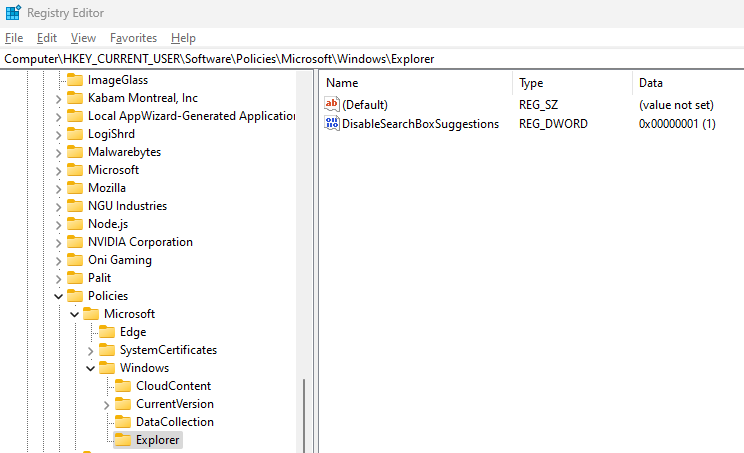 Registry Editor
File Edit View Favorites Help
Computer\HKEY_CURRENT_USER\Software\Policies\Microsoft\Windows\Explorer
ImageGlass
Kabam Montreal, Inc
Local AppWizard-Generated Application
LogiShrd
Malwarebytes
Microsoft
Mozilla
NGU Industries
Node.js
NVIDIA Corporation
Oni Gaming
Palit
Policies
Microsoft
Edge
SystemCertificates
Windows
CloudContent
CurrentVersion
DataCollection
Explorer
Name Type Data
ab (Default) REG_SZ (value not set)
DisableSearchBoxSuggestions REG_DWORD 0x00000001 (1)